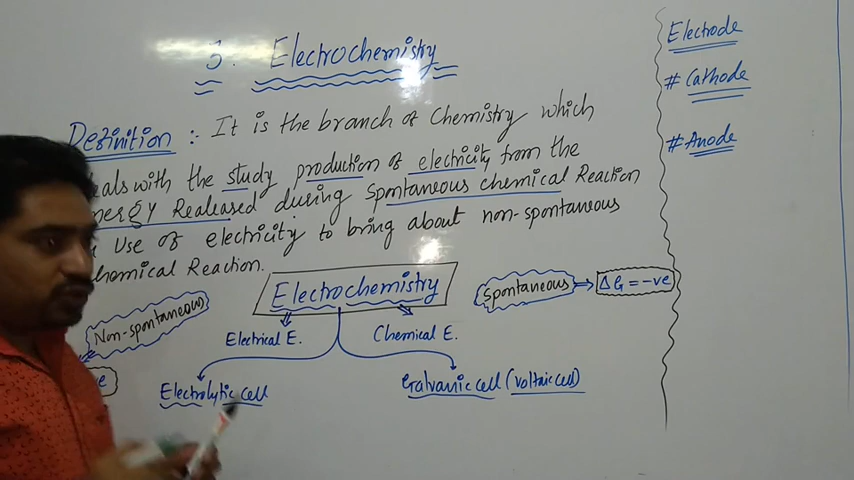 3. Electrochemistry
Definition :- It is the branch of Chemistry which
deals with the study production of electricity from the
energy Realeased during spontaneous chemical Reaction
Use of electricity to bring about non-spontaneous
chemical Reaction.
Electrochemistry
Spontaneous ⇒ ΔG = -ve
Non-spontaneous
Electrical E.
Chemical E.
Electrolytic cell
Galvanic cell (voltaic cell)
Electrode
# Cathode
# Anode